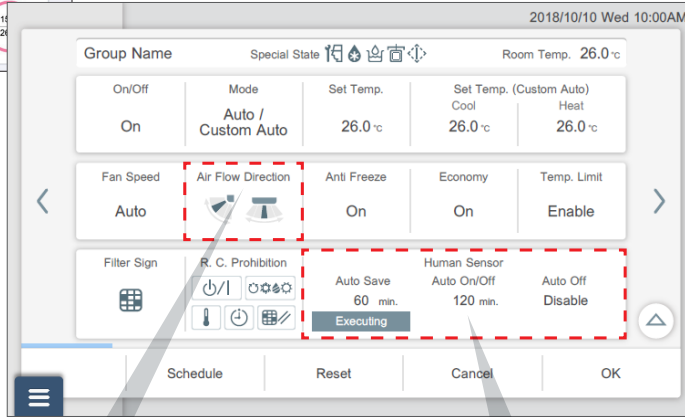 15
26
2018/10/10 Wed 10:00AM
Group Name
Special State
Room Temp. 26.0 °C
On/Off
Mode
Set Temp.
Set Temp. (Custom Auto)
Cool
Heat
On
Auto /
Custom Auto
26.0 °C
26.0 °C
26.0 °C
Fan Speed
Air Flow Direction
Anti Freeze
Economy
Temp. Limit
Auto
On
On
Enable
Filter Sign
R. C. Prohibition
Human Sensor
Auto Save
Auto On/Off
Auto Off
60 min.
120 min.
Disable
Executing
Schedule
Reset
Cancel
OK